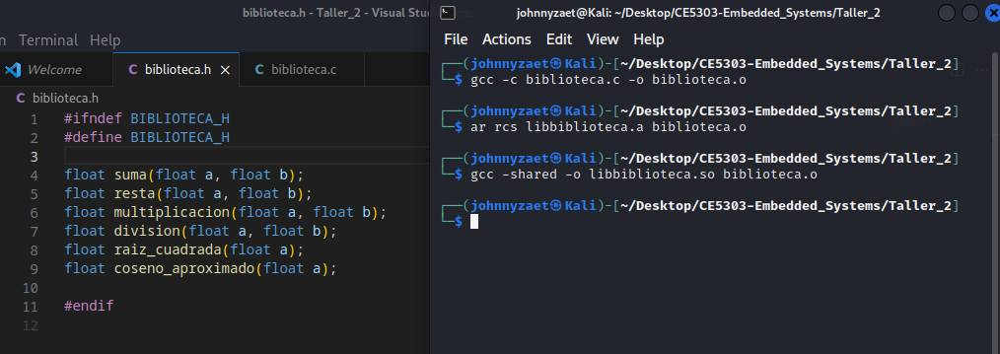 biblioteca.h - Taller_2 - Visual Stud
n Terminal Help
Welcome
C biblioteca.h ×
C biblioteca.c
C biblioteca.h
1 #ifndef BIBLIOTECA_H
2 #define BIBLIOTECA_H
3
4 float suma(float a, float b);
5 float resta(float a, float b);
6 float multiplicacion(float a, float b);
7 float division(float a, float b);
8 float raiz_cuadrada(float a);
9 float coseno_aproximado(float a);
10
11 #endif
12
johnnyzaet@Kali: ~/Desktop/CE5303-Embedded_Systems/Taller_2
File Actions Edit View Help
┌──(johnnyzaet㉿Kali)-[~/Desktop/CE5303-Embedded_Systems/Taller_2]
└─$ gcc -c biblioteca.c -o biblioteca.o
┌──(johnnyzaet㉿Kali)-[~/Desktop/CE5303-Embedded_Systems/Taller_2]
└─$ ar rcs libbiblioteca.a biblioteca.o
┌──(johnnyzaet㉿Kali)-[~/Desktop/CE5303-Embedded_Systems/Taller_2]
└─$ gcc -shared -o libbiblioteca.so biblioteca.o
┌──(johnnyzaet㉿Kali)-[~/Desktop/CE5303-Embedded_Systems/Taller_2]
└─$